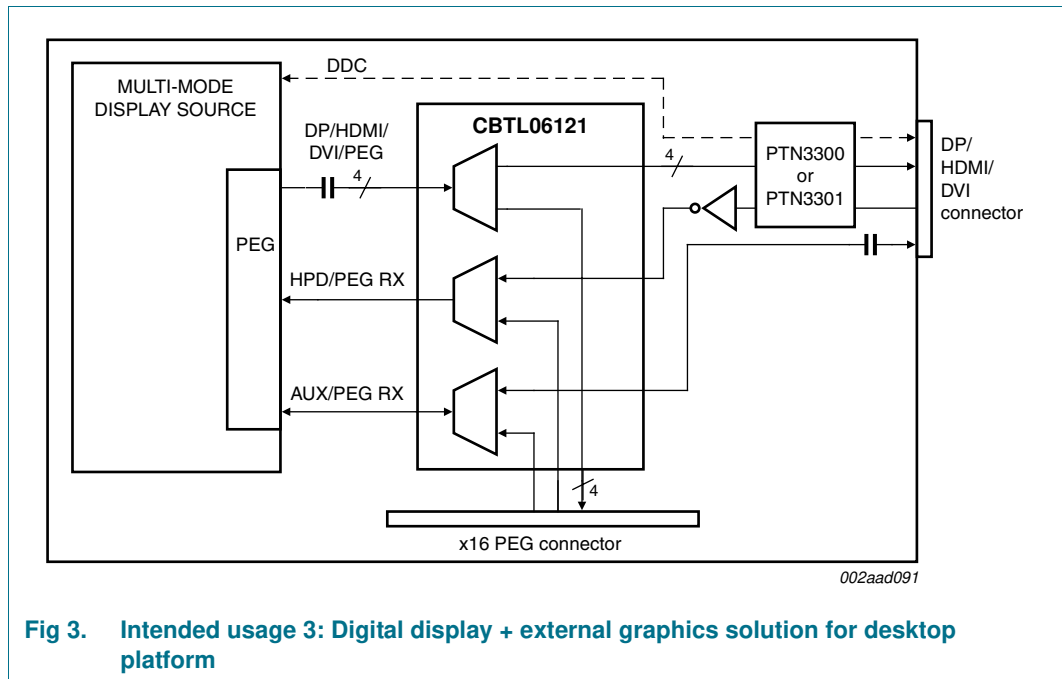 MULTI-MODE
DISPLAY SOURCE
DDC
DP/HDMI/
DVI/PEG
4
CBTL06121
4
PTN3300
or
PTN3301
DP/
HDMI/
DVI
connector
PEG
HPD/PEG RX
AUX/PEG RX
4
x16 PEG connector
002aad091
Fig 3. Intended usage 3: Digital display + external graphics solution for desktop
platform